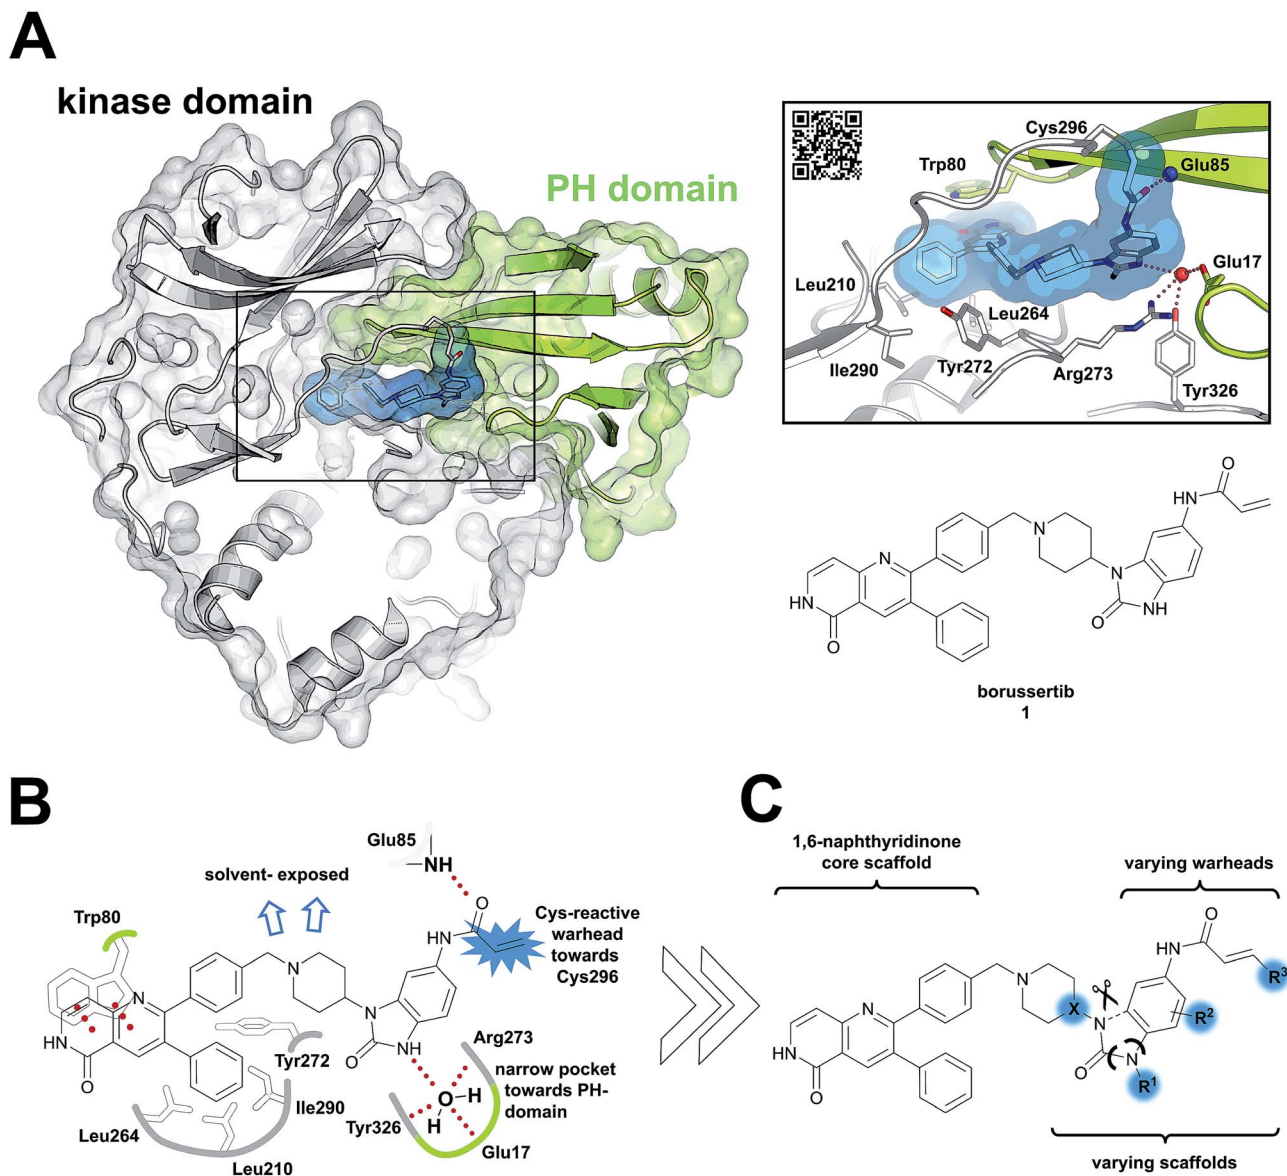 A
kinase domain
PH domain
Cys296
Trp80
Glu85
Leu210
Glu17
Leu264
Ile290
Tyr272
Arg273
Tyr326
O
HN
N
N
N
HN
O
O
NH
borussertib
1
B
Glu85
NH
solvent- exposed
O
Trp80
HN
Cys-reactive
warhead
towards
Cys296
N
N
N
HN
O
Tyr272
O
NH
Arg273
narrow pocket
towards PH-
domain
O
H
H
Ile290
Tyr326
Leu264
Glu17
Leu210
C
1,6-naphthyridinone
core scaffold
varying warheads
O
HN
R³
N
X
R²
N
N
HN
O
O
N
R¹
varying scaffolds